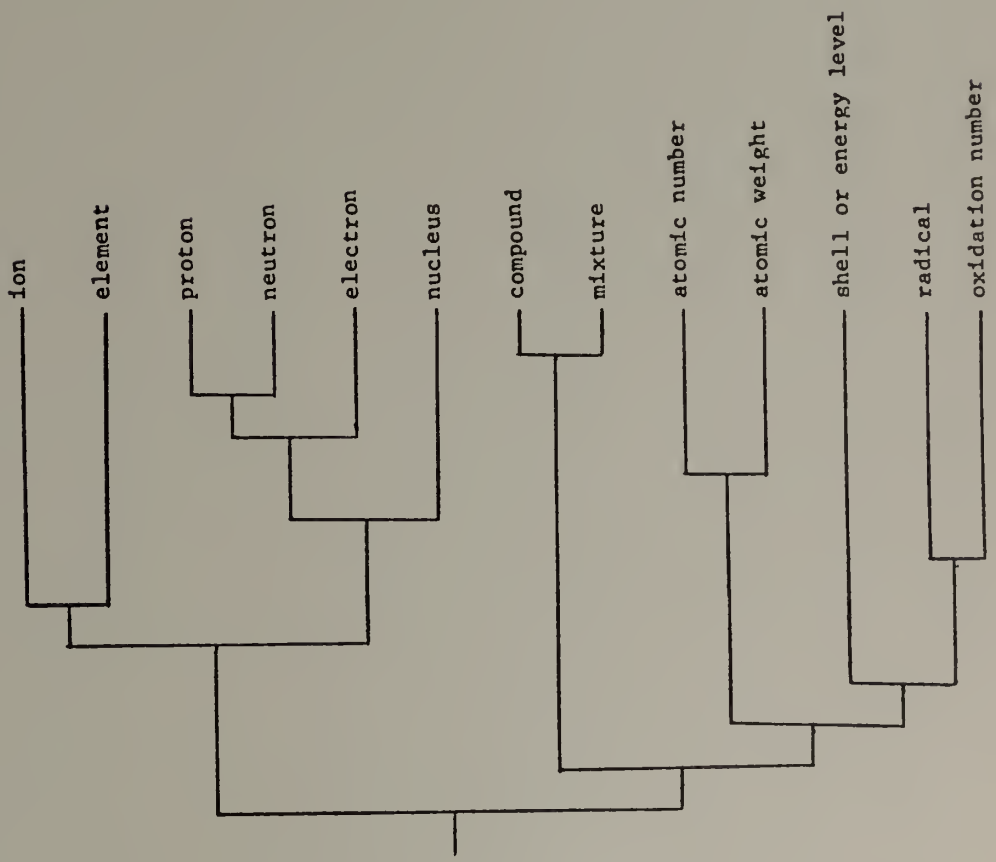 ion
element
proton
neutron
electron
nucleus
compound
mixture
atomic number
atomic weight
shell or energy level
radical
oxidation number